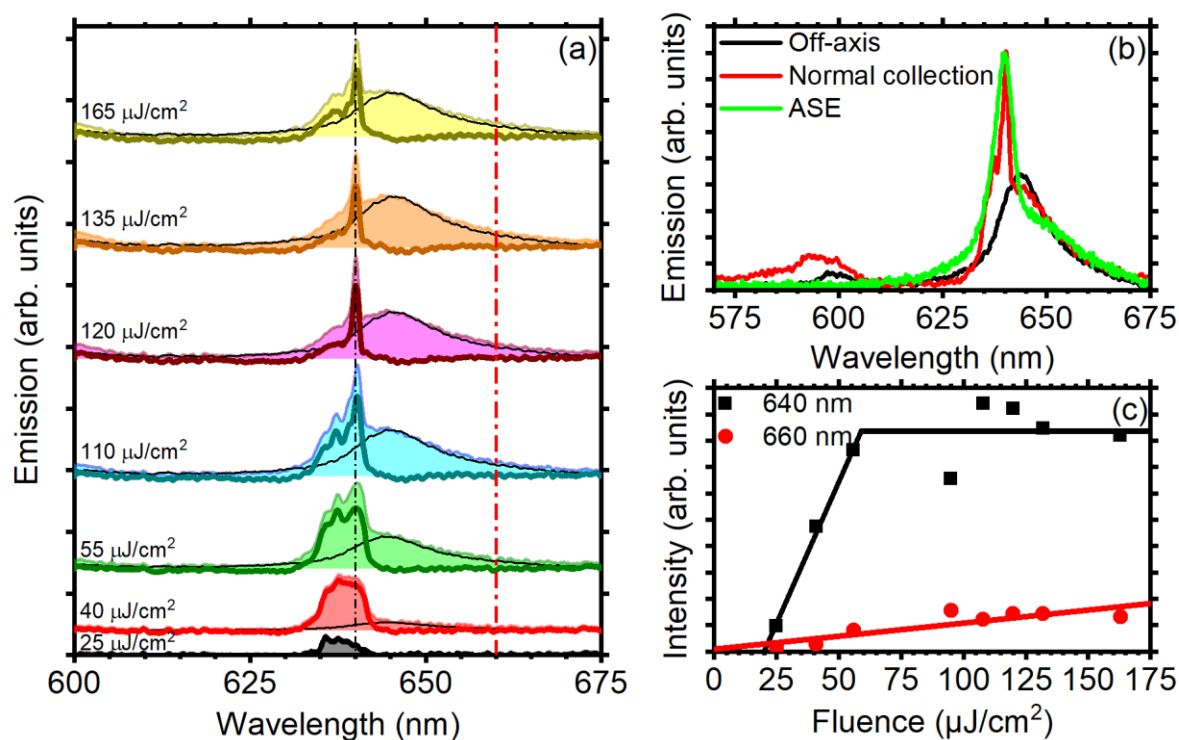 (a)
165 μJ/cm²
135 μJ/cm²
120 μJ/cm²
110 μJ/cm²
55 μJ/cm²
40 μJ/cm²
25 μJ/cm²
Emission (arb. units)
600 625 650 675
Wavelength (nm)
(b)
Off-axis
Normal collection
ASE
Emission (arb. units)
575 600 625 650 675
Wavelength (nm)
(c)
640 nm
660 nm
Intensity (arb. units)
0 25 50 75 100 125 150 175
Fluence (μJ/cm²)